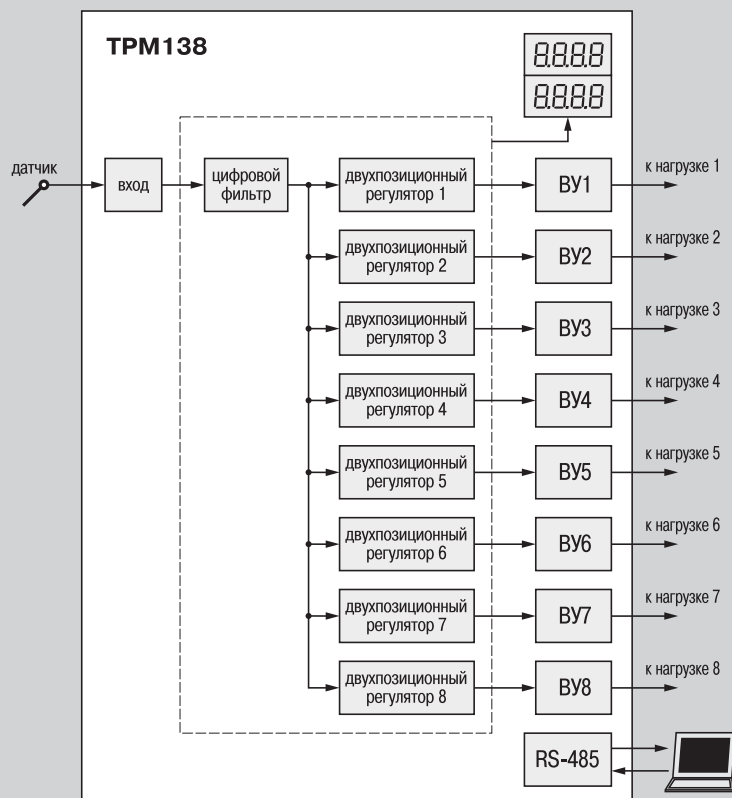 ТРМ138
8.8.8.8
8.8.8.8
датчик
вход
цифровой
фильтр
двухпозиционный
регулятор 1
ВУ1
к нагрузке 1
двухпозиционный
регулятор 2
ВУ2
к нагрузке 2
двухпозиционный
регулятор 3
ВУ3
к нагрузке 3
двухпозиционный
регулятор 4
ВУ4
к нагрузке 4
двухпозиционный
регулятор 5
ВУ5
к нагрузке 5
двухпозиционный
регулятор 6
ВУ6
к нагрузке 6
двухпозиционный
регулятор 7
ВУ7
к нагрузке 7
двухпозиционный
регулятор 8
ВУ8
к нагрузке 8
RS-485